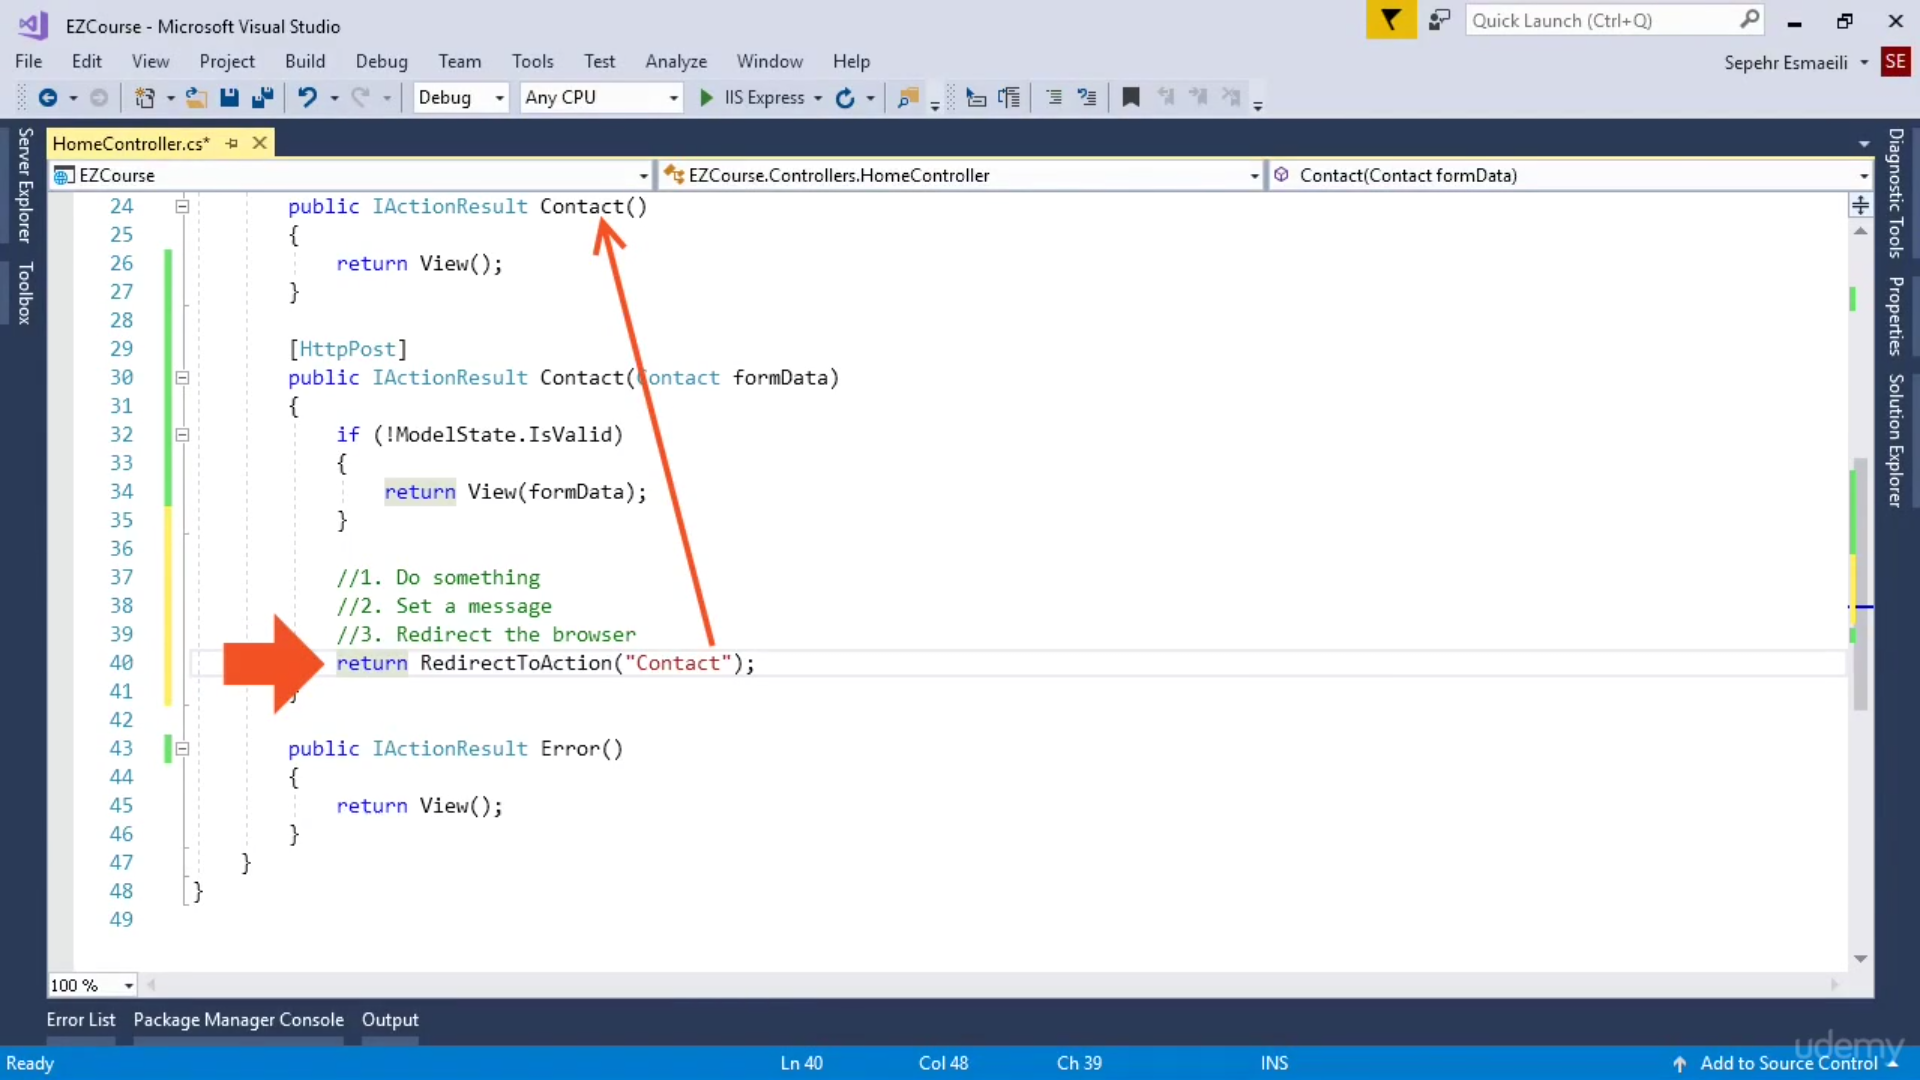 EZCourse - Microsoft Visual Studio
Quick Launch (Ctrl+Q)
File Edit View Project Build Debug Team Tools Test Analyze Window Help
Sepehr Esmaeili SE
Debug Any CPU IIS Express
HomeController.cs*
EZCourse EZCourse.Controllers.HomeController Contact(Contact formData)
Server Explorer
Toolbox
Diagnostic Tools
Properties
Solution Explorer
24 public IActionResult Contact()
25 {
26 return View();
27 }
28
29 [HttpPost]
30 public IActionResult Contact(Contact formData)
31 {
32 if (!ModelState.IsValid)
33 {
34 return View(formData);
35 }
36
37 //1. Do something
38 //2. Set a message
39 //3. Redirect the browser
40 return RedirectToAction("Contact");
41 }
42
43 public IActionResult Error()
44 {
45 return View();
46 }
47 }
48 }
49
100 %
Error List Package Manager Console Output
Ready Ln 40 Col 48 Ch 39 INS Add to Source Control
udemy